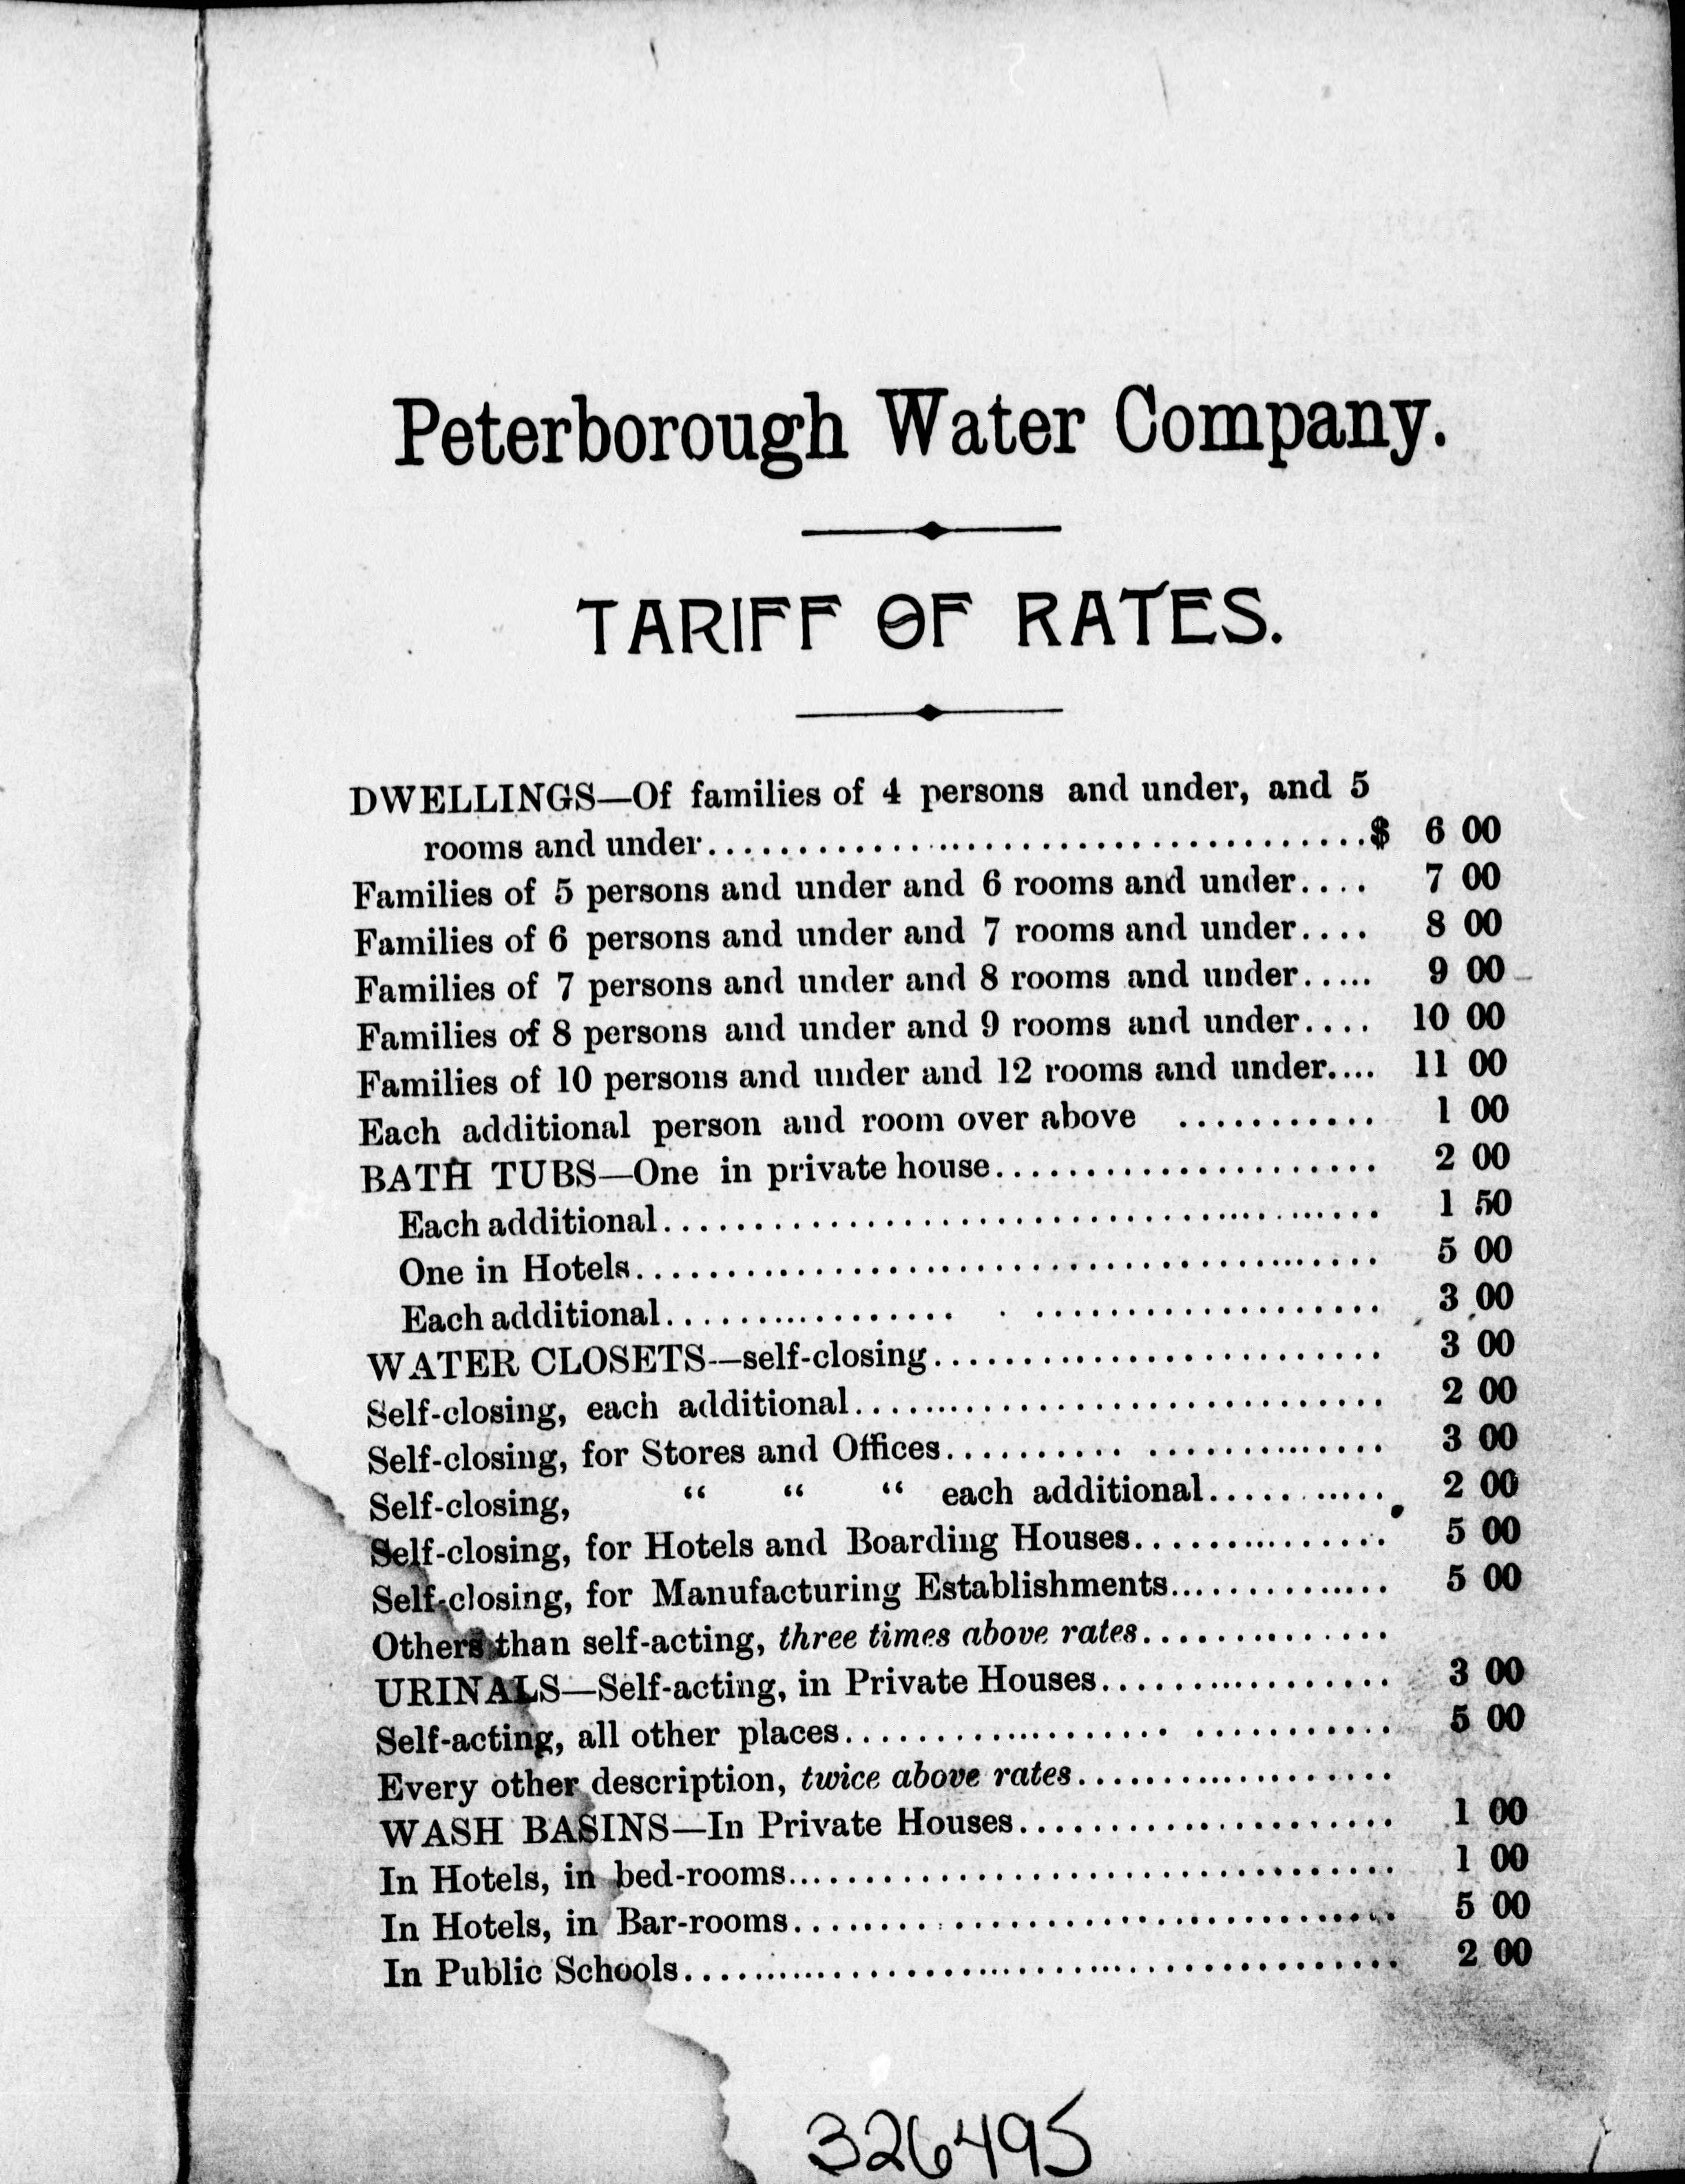 Peterborough Water Company.
TARIFF OF RATES.
DWELLINGS—Of families of 4 persons and under, and 5
rooms and under........................................$ 6 00
Families of 5 persons and under and 6 rooms and under.... 7 00
Families of 6 persons and under and 7 rooms and under.... 8 00
Families of 7 persons and under and 8 rooms and under..... 9 00
Families of 8 persons and under and 9 rooms and under.... 10 00
Families of 10 persons and under and 12 rooms and under.... 11 00
Each additional person and room over above ........... 1 00
BATH TUBS—One in private house...................... 2 00
Each additional........................................ 1 50
One in Hotels.......................................... 5 00
Each additional................ . ................... 3 00
WATER CLOSETS—self-closing......................... 3 00
Self-closing, each additional.............................. 2 00
Self-closing, for Stores and Offices.......... ............. 3 00
Self-closing, “ “ “ each additional.......... 2 00
Self-closing, for Hotels and Boarding Houses............... 5 00
Self-closing, for Manufacturing Establishments............. 5 00
Others than self-acting, three times above rates..............
URINALS—Self-acting, in Private Houses................ 3 00
Self-acting, all other places................... ........... 5 00
Every other description, twice above rates..................
WASH BASINS—In Private Houses..................... 1 00
In Hotels, in bed-rooms.................................. 1 00
In Hotels, in Bar-rooms.................................. 5 00
In Public Schools........................................ 2 00
326495